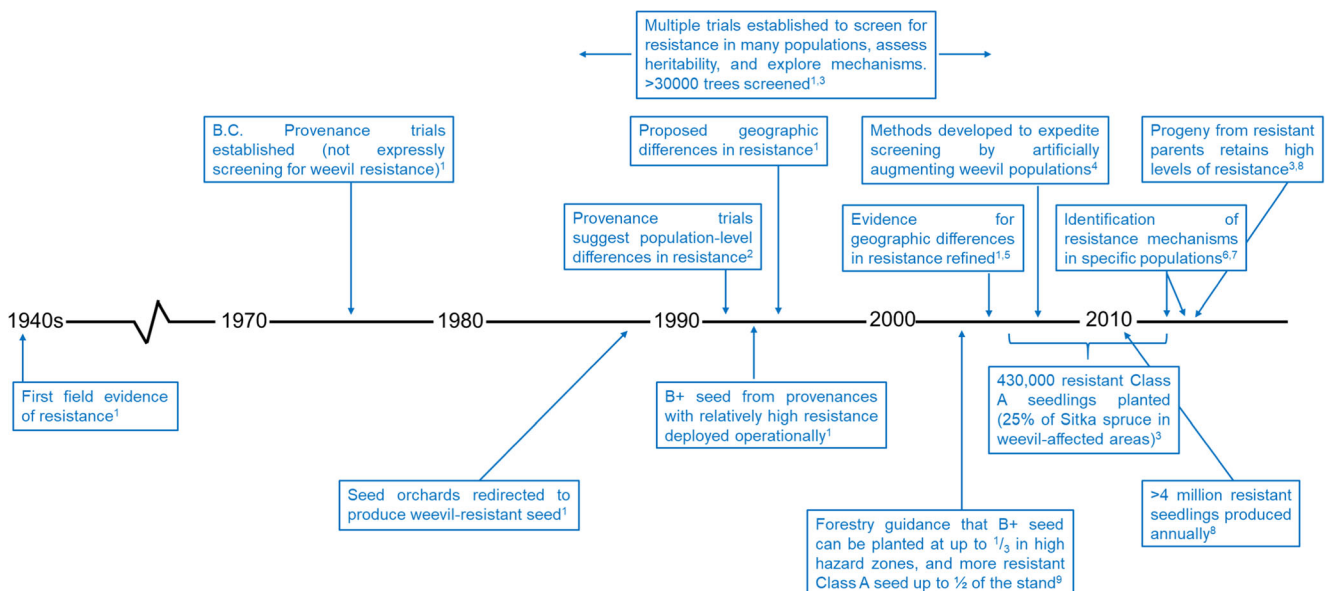 Multiple trials established to screen for
resistance in many populations, assess
heritability, and explore mechanisms.
>30000 trees screened¹,³
B.C. Provenance trials
established (not expressly
screening for weevil resistance)¹
Proposed geographic
differences in resistance¹
Methods developed to expedite
screening by artificially
augmenting weevil populations⁴
Progeny from resistant
parents retains high
levels of resistance³,⁸
Provenance trials
suggest population-level
differences in resistance²
Evidence for
geographic differences
in resistance refined¹,⁵
Identification of
resistance mechanisms
in specific populations⁶,⁷
1940s
1970
1980
1990
2000
2010
First field evidence
of resistance¹
B+ seed from provenances
with relatively high resistance
deployed operationally¹
430,000 resistant Class
A seedlings planted
(25% of Sitka spruce in
weevil-affected areas)³
Seed orchards redirected to
produce weevil-resistant seed¹
>4 million resistant
seedlings produced
annually⁸
Forestry guidance that B+ seed
can be planted at up to ¹/₃ in high
hazard zones, and more resistant
Class A seed up to ½ of the stand⁹